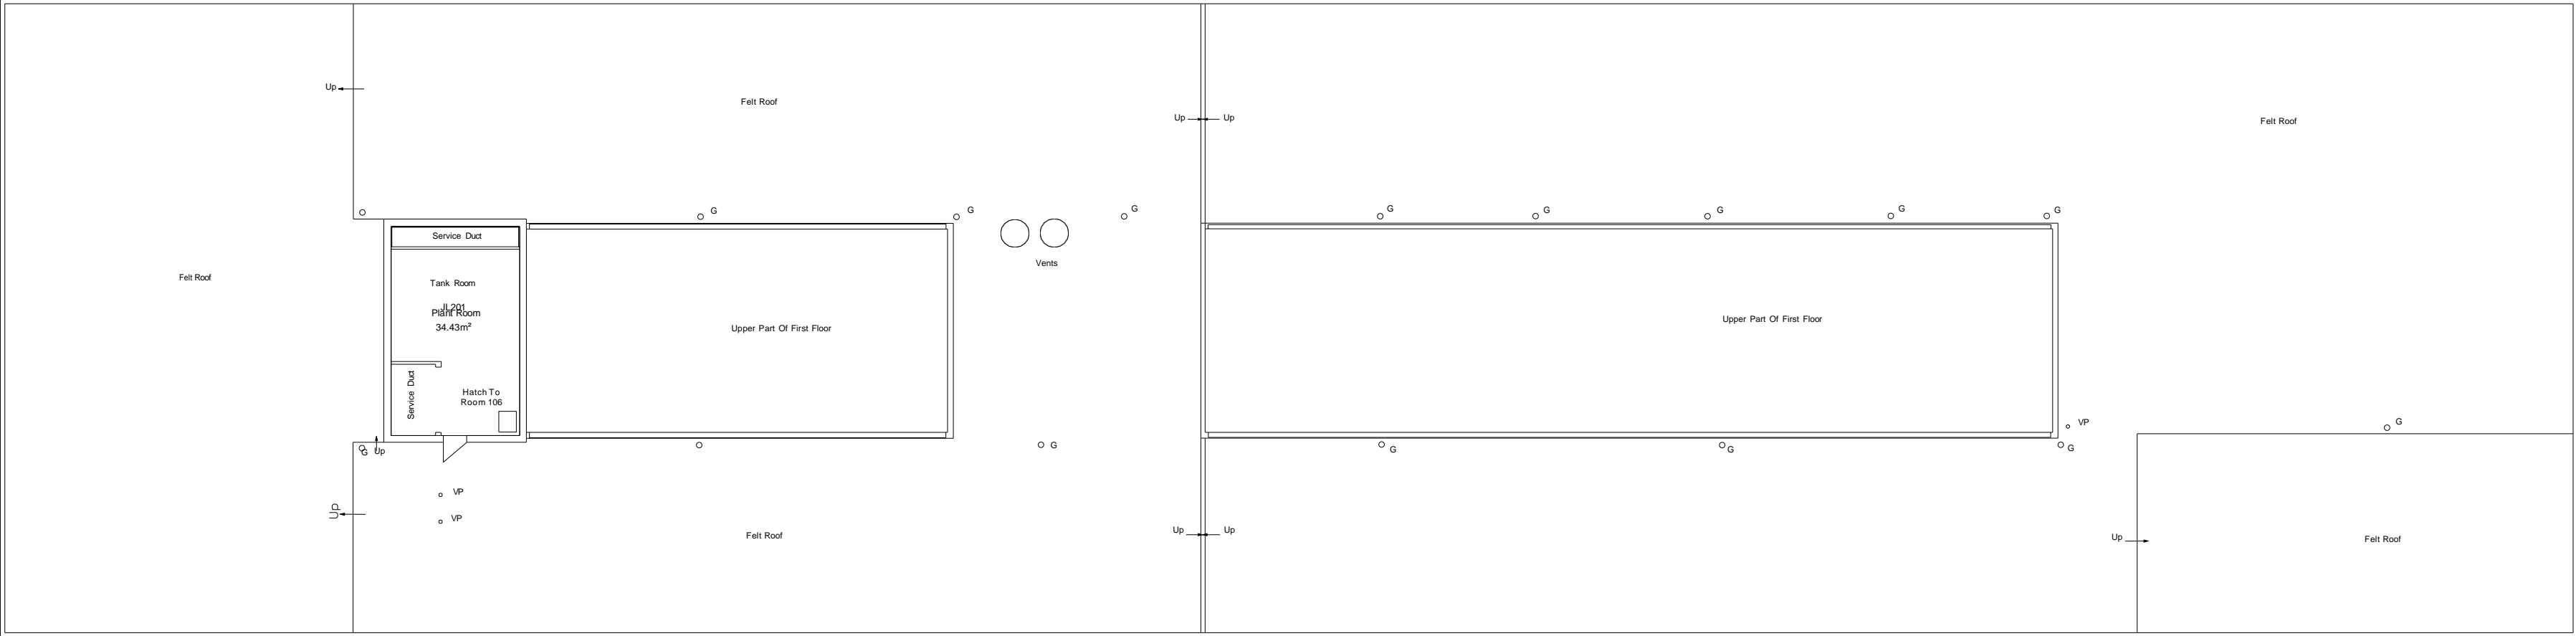 Up
Felt Roof
Up
Up
Felt Roof
G
G
G
G
G
G
G
G
Service Duct
Vents
Felt Roof
Tank Room
JL201
Plant Room
34.43m²
Upper Part Of First Floor
Upper Part Of First Floor
Service Duct
Hatch To
Room 106
G
Up
G
G
G
G
VP
G
VP
VP
Up
Felt Roof
Up
Up
Up
Felt Roof